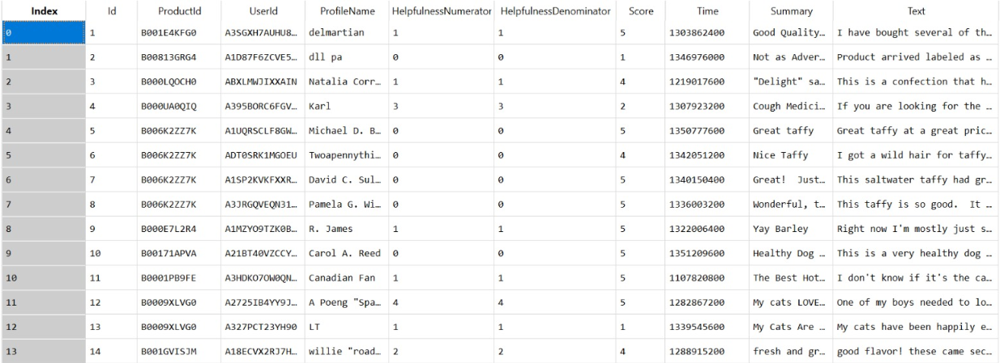 Index Id ProductId UserId ProfileName HelpfulnessNumerator HelpfulnessDenominator Score Time Summary Text
0 1 B001E4KFG0 A3SGXH7AUHU8… delmartian 1 1 5 1303862400 Good Quality… I have bought several of th…
1 2 B00813GRG4 A1D87F6ZCVE5… dll pa 0 0 1 1346976000 Not as Adver… Product arrived labeled as …
2 3 B000LQOCH0 ABXLMWJIXXAIN Natalia Corr… 1 1 4 1219017600 "Delight" sa… This is a confection that h…
3 4 B000UA0QIQ A395BORC6FGV… Karl 3 3 2 1307923200 Cough Medici… If you are looking for the …
4 5 B006K2ZZ7K A1UQRSCLF8GW… Michael D. B… 0 0 5 1350777600 Great taffy Great taffy at a great pric…
5 6 B006K2ZZ7K ADT0SRK1MGOEU Twoapennythi… 0 0 4 1342051200 Nice Taffy I got a wild hair for taffy…
6 7 B006K2ZZ7K A1SP2KVKFXXR… David C. Sul… 0 0 5 1340150400 Great! Just… This saltwater taffy had gr…
7 8 B006K2ZZ7K A3JRGQVEQN31… Pamela G. Wi… 0 0 5 1336003200 Wonderful, t… This taffy is so good. It …
8 9 B000E7L2R4 A1MZYO9TZK0B… R. James 1 1 5 1322006400 Yay Barley Right now I'm mostly just s…
9 10 B00171APVA A21BT40VZCCY… Carol A. Reed 0 0 5 1351209600 Healthy Dog … This is a very healthy dog …
10 11 B0001PB9FE A3HDKO7OW0QN… Canadian Fan 1 1 5 1107820800 The Best Hot… I don't know if it's the ca…
11 12 B0009XLVG0 A2725IB4YY9J… A Poeng "Spa… 4 4 5 1282867200 My cats LOVE… One of my boys needed to lo…
12 13 B0009XLVG0 A327PCT23YH90 LT 1 1 1 1339545600 My Cats Are … My cats have been happily e…
13 14 B001GVISJM A18ECVX2RJ7H… willie "road… 2 2 4 1288915200 fresh and gr… good flavor! these came sec…